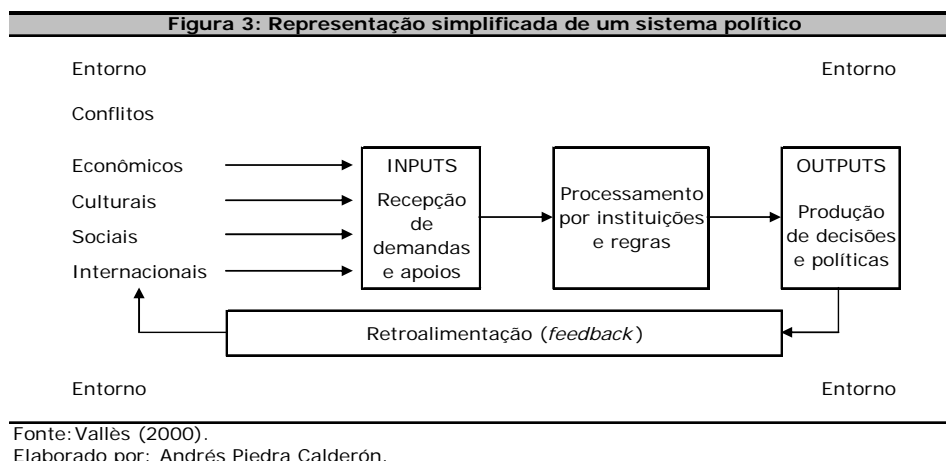 Figura 3: Representação simplificada de um sistema político
Entorno
Entorno
Conflitos
Econômicos
Culturais
Sociais
Internacionais
INPUTS
Recepção
de
demandas
e apoios
Processamento
por instituições
e regras
OUTPUTS
Produção
de decisões
e políticas
Retroalimentação (feedback)
Entorno
Entorno
Fonte: Vallès (2000).
Elaborado por: Andrés Piedra Calderón.